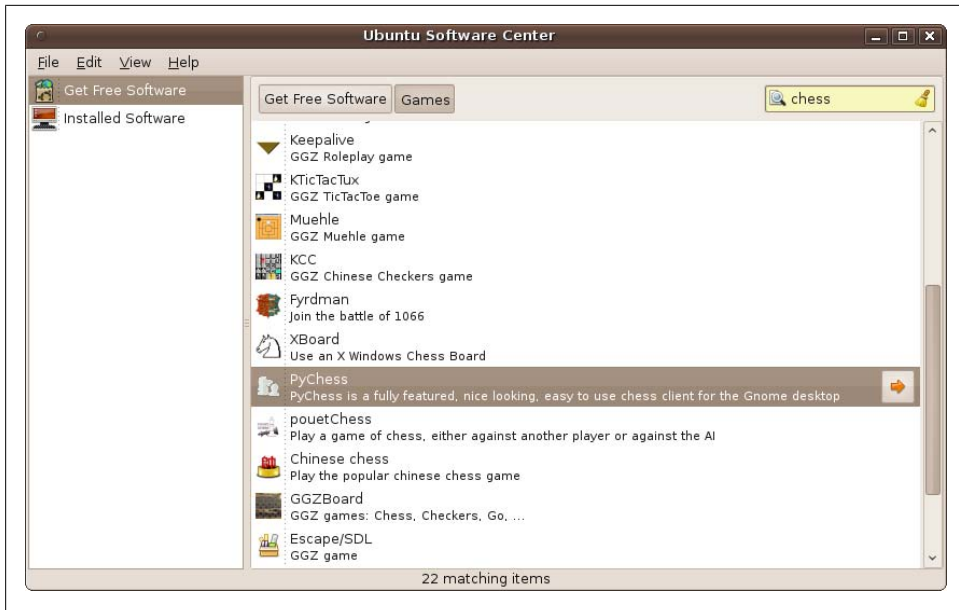 Ubuntu Software Center
File Edit View Help
Get Free Software
Installed Software
Get Free Software Games
chess
Keepalive
GGZ Roleplay game
KTicTacTux
GGZ TicTacToe game
Muehle
GGZ Muehle game
KCC
GGZ Chinese Checkers game
Fyrdman
Join the battle of 1066
XBoard
Use an X Windows Chess Board
PyChess
PyChess is a fully featured, nice looking, easy to use chess client for the Gnome desktop
pouetChess
Play a game of chess, either against another player or against the AI
Chinese chess
Play the popular chinese chess game
GGZBoard
GGZ games: Chess, Checkers, Go, ...
Escape/SDL
GGZ game
22 matching items